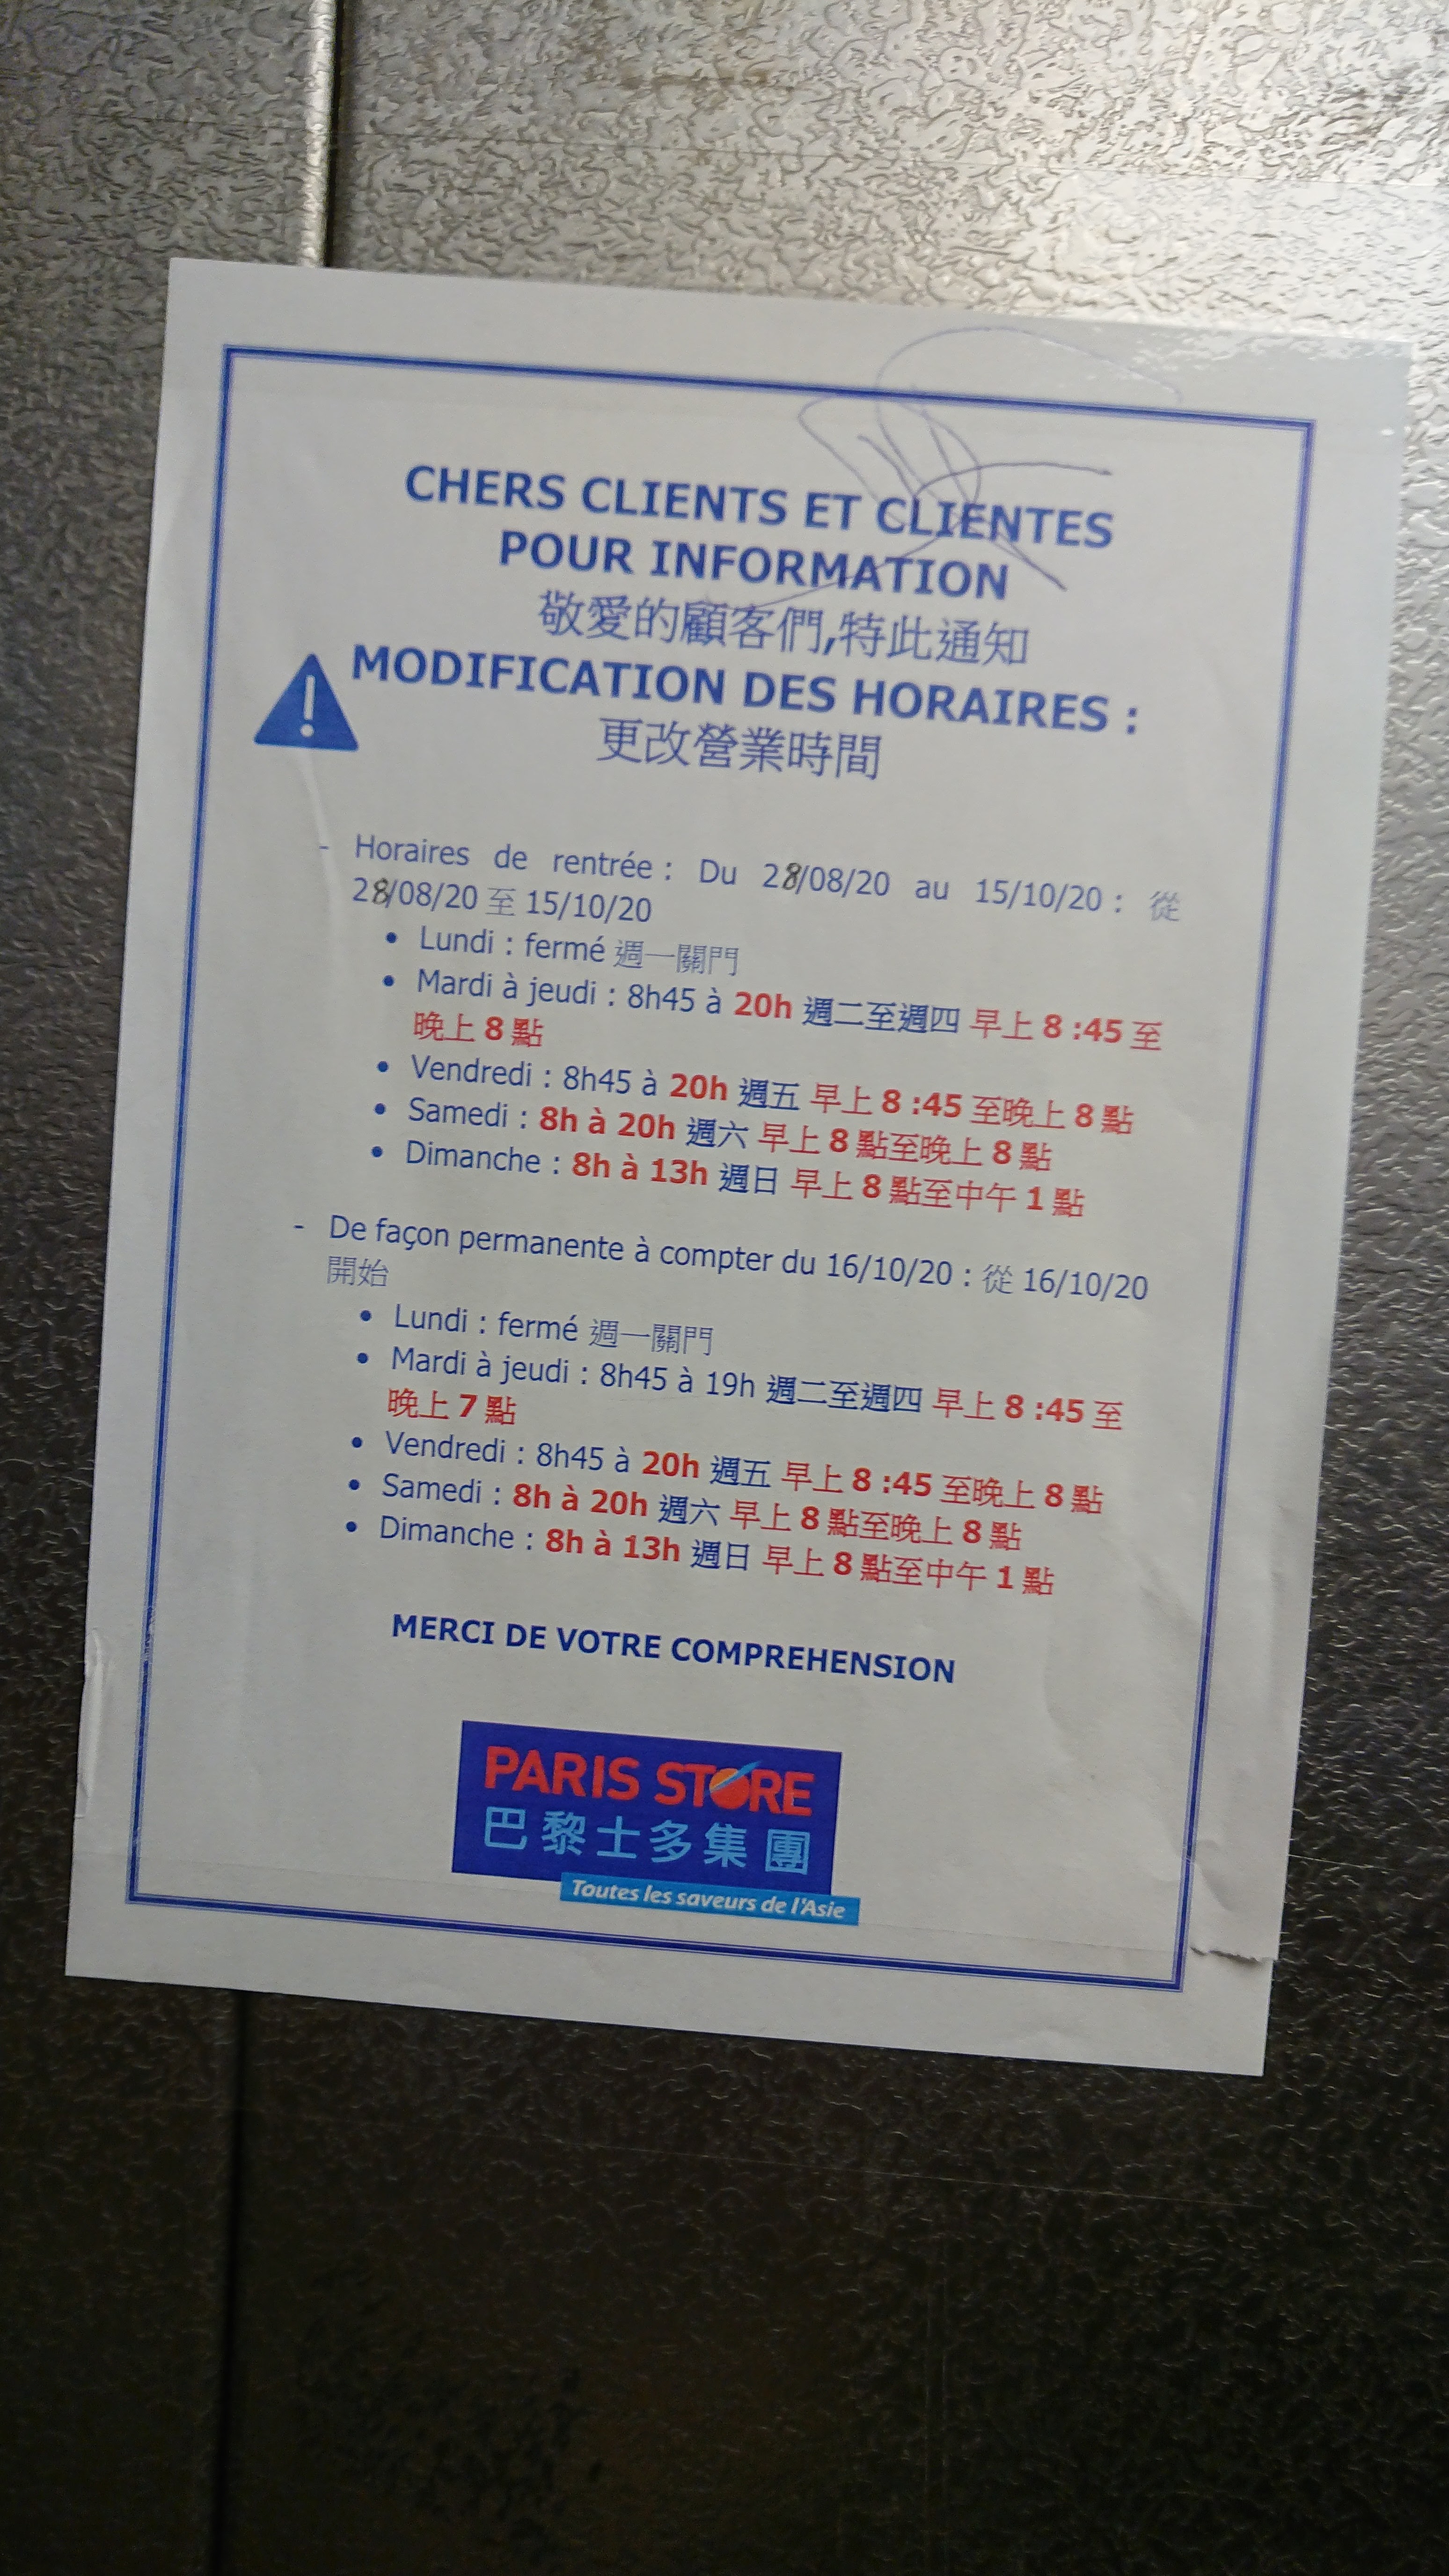 CHERS CLIENTS ET CLIENTES
POUR INFORMATION
敬愛的顧客們,特此通知
MODIFICATION DES HORAIRES :
更改營業時間
- Horaires de rentrée : Du 28/08/20 au 15/10/20 : 從
28/08/20 至 15/10/20
• Lundi : fermé 週一關門
• Mardi à jeudi : 8h45 à 20h 週二至週四 早上 8 :45 至
晚上 8 點
• Vendredi : 8h45 à 20h 週五 早上 8 :45 至晚上 8 點
• Samedi : 8h à 20h 週六 早上 8 點至晚上 8 點
• Dimanche : 8h à 13h 週日 早上 8 點至中午 1 點
- De façon permanente à compter du 16/10/20 : 從 16/10/20
開始
• Lundi : fermé 週一關門
• Mardi à jeudi : 8h45 à 19h 週二至週四 早上 8 :45 至
晚上 7 點
• Vendredi : 8h45 à 20h 週五 早上 8 :45 至晚上 8 點
• Samedi : 8h à 20h 週六 早上 8 點至晚上 8 點
• Dimanche : 8h à 13h 週日 早上 8 點至中午 1 點
MERCI DE VOTRE COMPREHENSION
PARIS STORE
巴黎士多集團
Toutes les saveurs de l'Asie